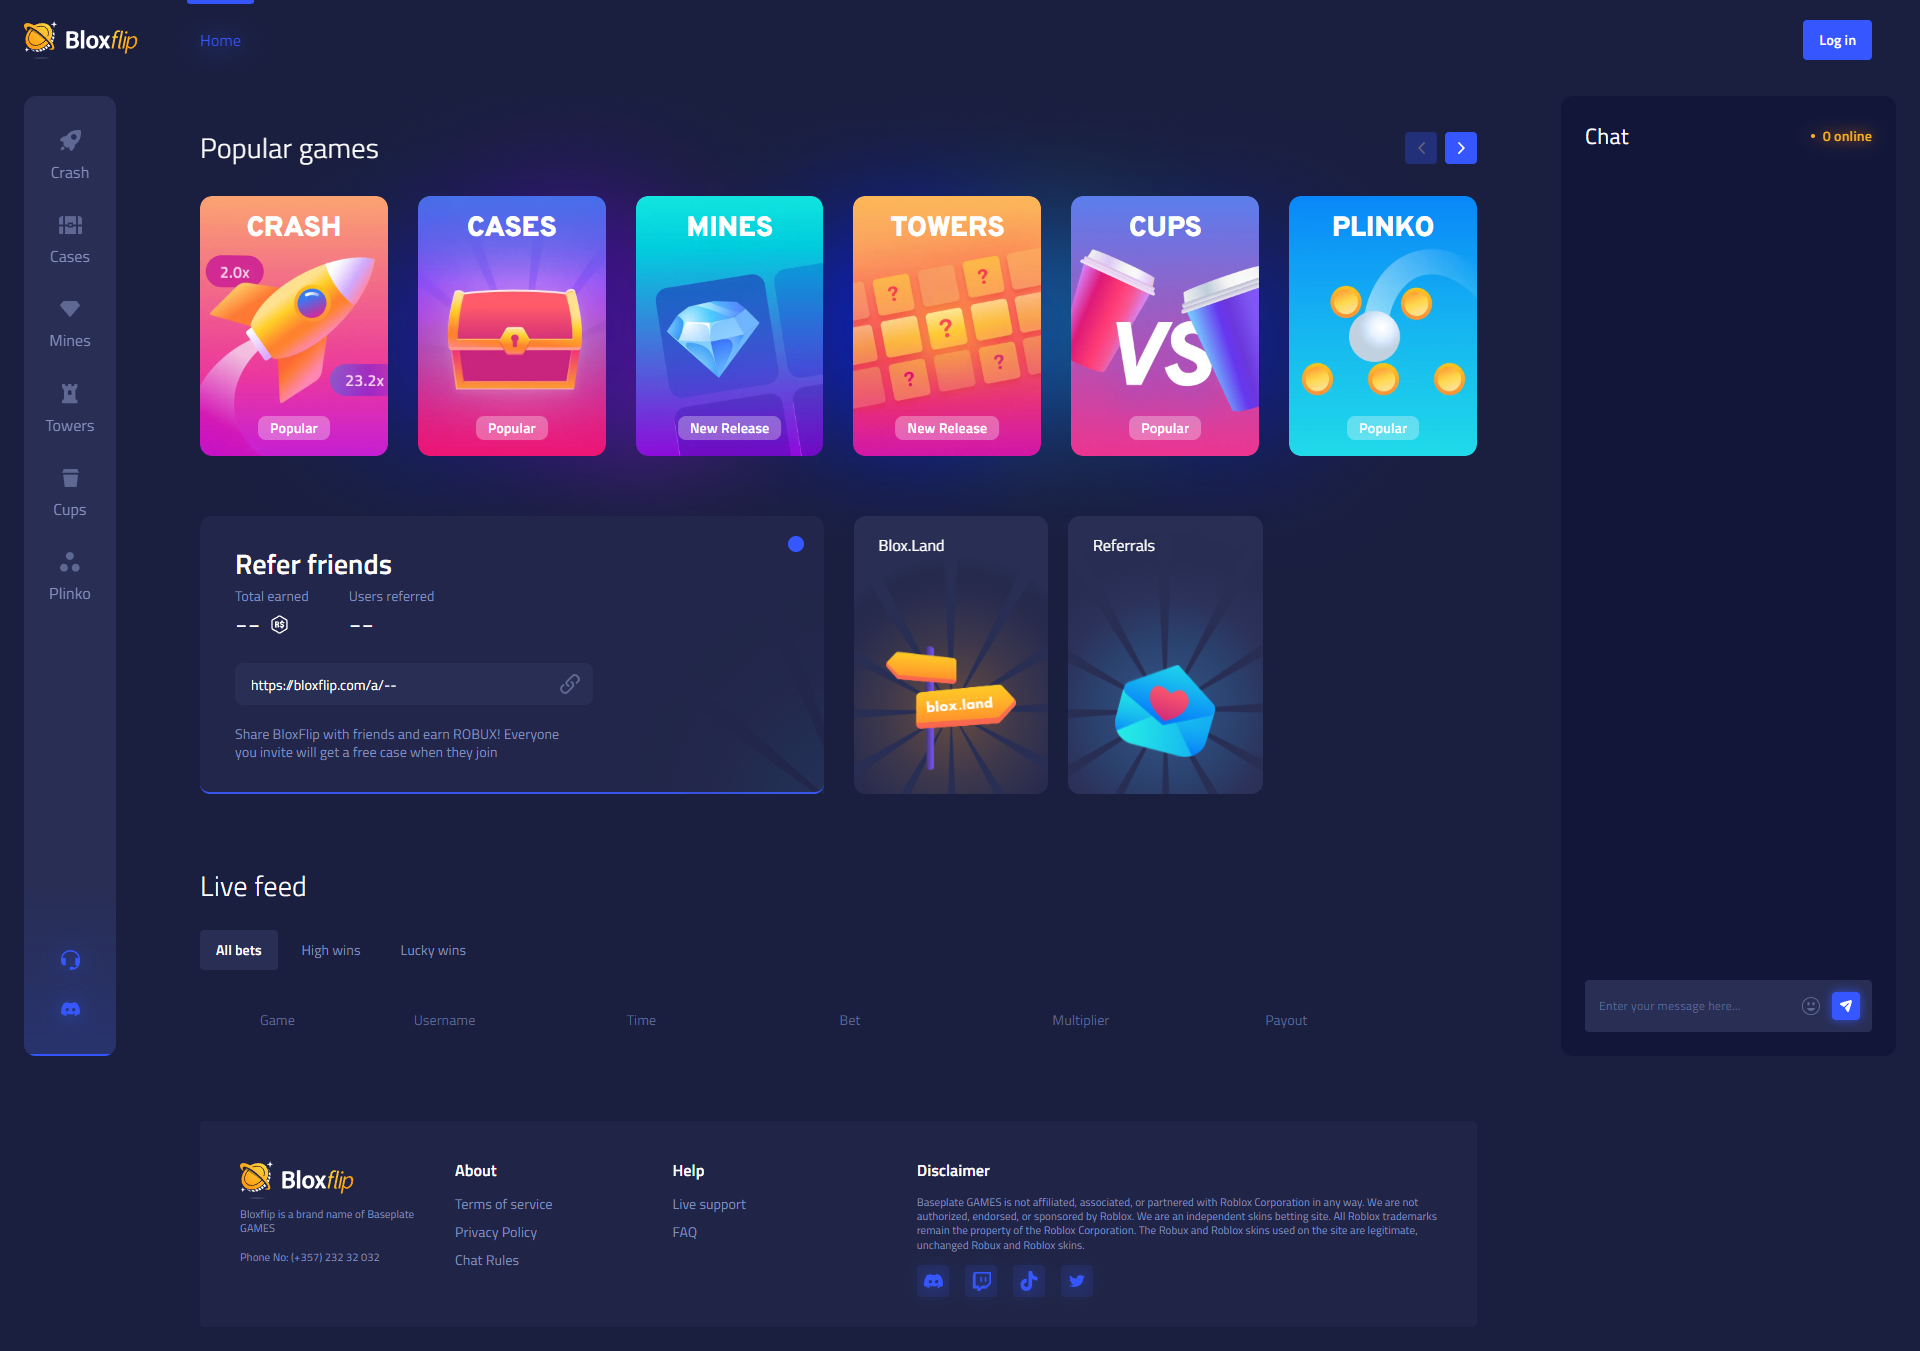 Bloxflip
Home
Log in
Crash
Cases
Mines
Towers
Cups
Plinko
Popular games
CRASH
2.0x
23.2x
Popular
CASES
Popular
MINES
New Release
TOWERS
? ?
?
? ?
New Release
CUPS
VS
Popular
PLINKO
Popular
Refer friends
Total earned
Users referred
-- R$
--
https://bloxflip.com/a/--
Share BloxFlip with friends and earn ROBUX! Everyone
you invite will get a free case when they join
Blox.Land
blox.land
Referrals
Live feed
All bets
High wins
Lucky wins
Game
Username
Time
Bet
Multiplier
Payout
Chat
• 0 online
Enter your message here...
Bloxflip
Bloxflip is a brand name of Baseplate
GAMES
Phone No: (+357) 232 32 032
About
Terms of service
Privacy Policy
Chat Rules
Help
Live support
FAQ
Disclaimer
Baseplate GAMES is not affiliated, associated, or partnered with Roblox Corporation in any way. We are not
authorized, endorsed, or sponsored by Roblox. We are an independent skins betting site. All Roblox trademarks
remain the property of the Roblox Corporation. The Robux and Roblox skins used on the site are legitimate,
unchanged Robux and Roblox skins.